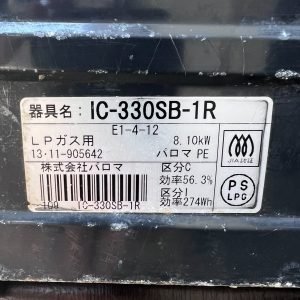 器具名：IC-330SB-1R
E1-4-12
LPガス用 8.10kW
13・11-905642 パロマ PE
株式会社パロマ 区分C
効率56.3%
区分I
100 IC-330SB-1R 効率274Wh
JIA
PS
LPG